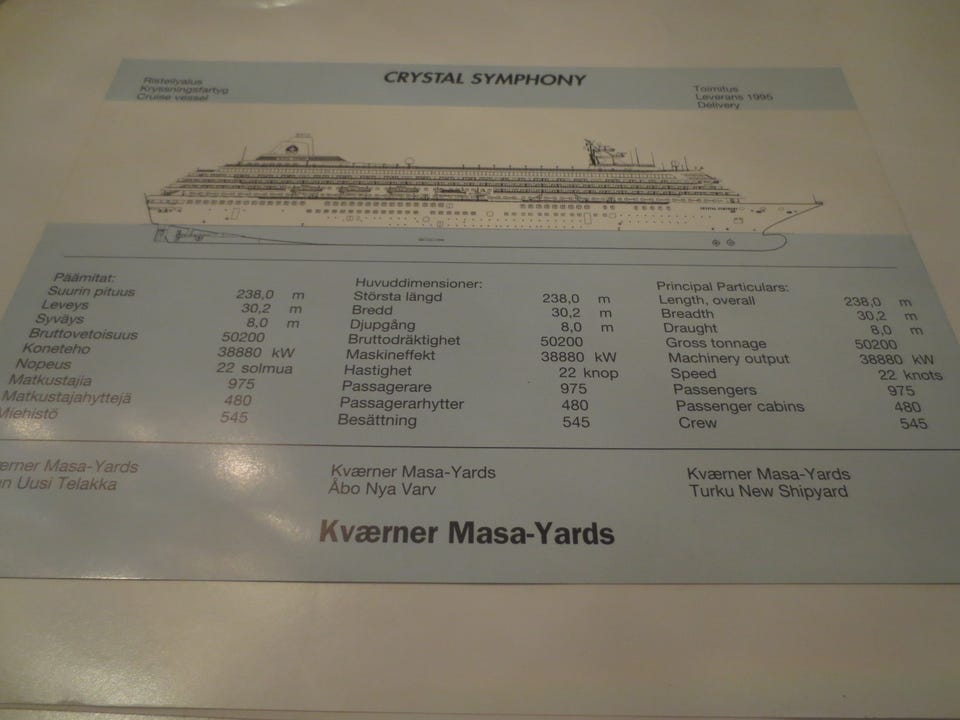 CRYSTAL SYMPHONY
Risteilyalus
Kryssningsfartyg
Cruise vessel
Toimitus
Leverans 1995
Delivery
CRYSTAL SYMPHONY
Päämitat:
Suurin pituus 238,0 m
Leveys 30,2 m
Syväys 8,0 m
Bruttovetoisuus 50200
Koneteho 38880 kW
Nopeus 22 solmua
Matkustajia 975
Matkustajahyttejä 480
Miehistö 545
Huvuddimensioner:
Största längd 238,0 m
Bredd 30,2 m
Djupgång 8,0 m
Bruttodräktighet 50200
Maskineffekt 38880 kW
Hastighet 22 knop
Passagerare 975
Passagerarhytter 480
Besättning 545
Principal Particulars:
Length, overall 238,0 m
Breadth 30,2 m
Draught 8,0 m
Gross tonnage 50200
Machinery output 38880 kW
Speed 22 knots
Passengers 975
Passenger cabins 480
Crew 545
Masa-Yards
Uusi Telakka
Kværner Masa-Yards
Åbo Nya Varv
Kværner Masa-Yards
Turku New Shipyard
Kværner Masa-Yards